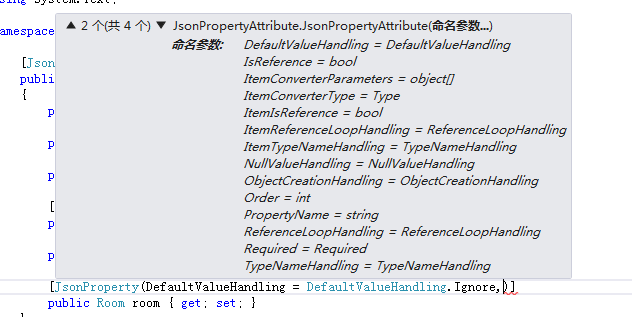 sing System.Text;
▲ 2 个(共 4 个) ▼ JsonPropertyAttribute.JsonPropertyAttribute(命名参数...)
amespace
命名参数: DefaultValueHandling = DefaultValueHandling
IsReference = bool
[Json
ItemConverterParameters = object[]
publi
ItemConverterType = Type
{
ItemIsReference = bool
p
ItemReferenceLoopHandling = ReferenceLoopHandling
p
ItemTypeNameHandling = TypeNameHandling
NullValueHandling = NullValueHandling
p
ObjectCreationHandling = ObjectCreationHandling
Order = int
[
PropertyName = string
p
ReferenceLoopHandling = ReferenceLoopHandling
Required = Required
p
TypeNameHandling = TypeNameHandling
[JsonProperty(DefaultValueHandling = DefaultValueHandling.Ignore,)]
public Room room { get; set; }